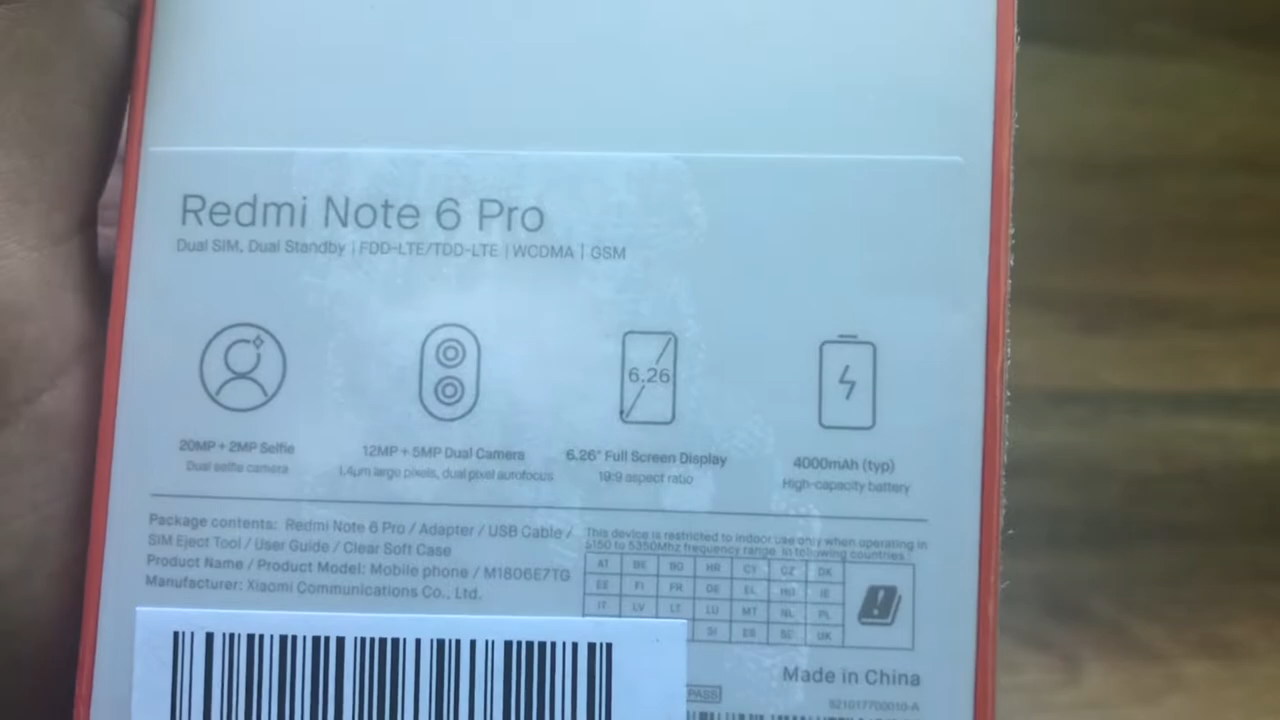 Redmi Note 6 Pro
Dual SIM, Dual Standby | FDD-LTE/TDD-LTE | WCDMA | GSM
6.26
20MP + 2MP Selfie
Dual selfie camera
12MP + 5MP Dual Camera
1.4μm large pixels, dual pixel autofocus
6.26" Full Screen Display
19:9 aspect ratio
4000mAh (typ)
High-capacity battery
Package contents: Redmi Note 6 Pro / Adapter / USB Cable /
SIM Eject Tool / User Guide / Clear Soft Case
Product Name / Product Model: Mobile phone / M1806E7TG
Manufacturer: Xiaomi Communications Co., Ltd.
This device is restricted to indoor use only when operating in
5150 to 5350Mhz frequency range in following countries:
AT BE BG HR CY CZ DK
EE FI FR DE EL HU IE
IT LV LT LU MT NL PL
SI ES SE UK
Made in China
PASS
821017700010-A